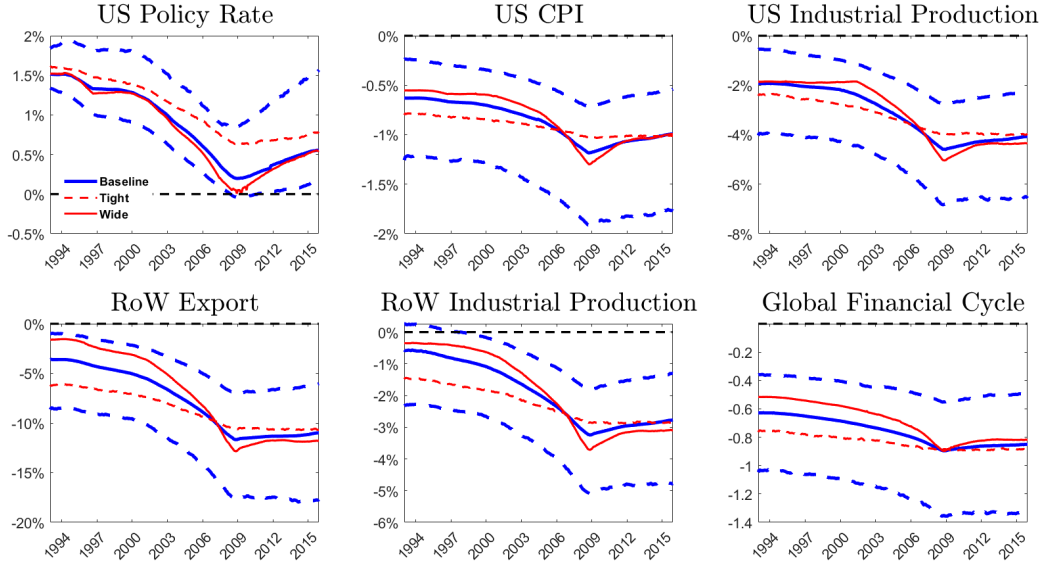 US Policy Rate
2%
1.5%
1%
0.5%
0%
-0.5%
Baseline
Tight
Wide
1994 1997 2000 2003 2006 2009 2012 2015
US CPI
0%
-0.5%
-1%
-1.5%
-2%
1994 1997 2000 2003 2006 2009 2012 2015
US Industrial Production
0%
-2%
-4%
-6%
-8%
1994 1997 2000 2003 2006 2009 2012 2015
RoW Export
0%
-5%
-10%
-15%
-20%
1994 1997 2000 2003 2006 2009 2012 2015
RoW Industrial Production
0%
-1%
-2%
-3%
-4%
-5%
-6%
1994 1997 2000 2003 2006 2009 2012 2015
Global Financial Cycle
-0.2
-0.4
-0.6
-0.8
-1
-1.2
-1.4
1994 1997 2000 2003 2006 2009 2012 2015